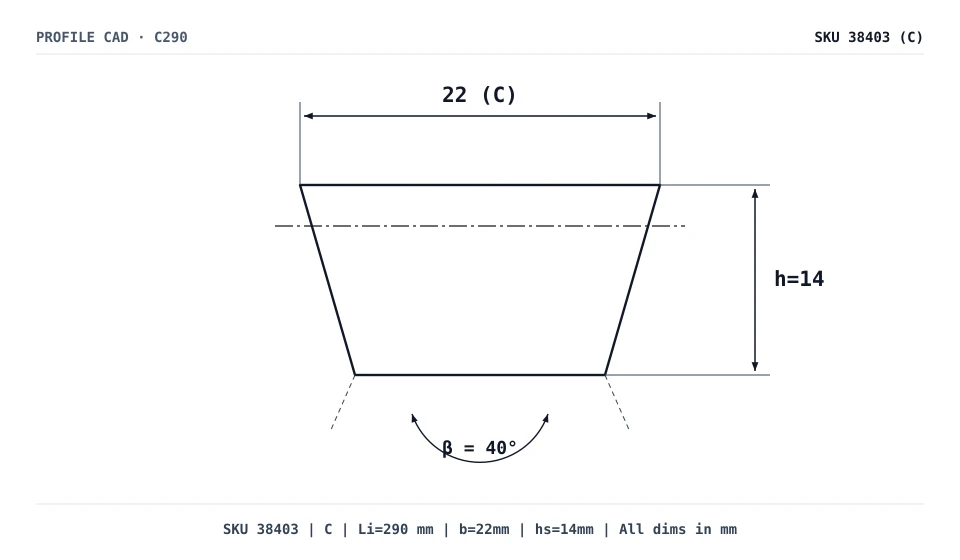 PROFILE CAD · C290
SKU 38403 (C)
22 (C)
h=14
β = 40°
SKU 38403 | C | Li=290 mm | b=22mm | hs=14mm | All dims in mm